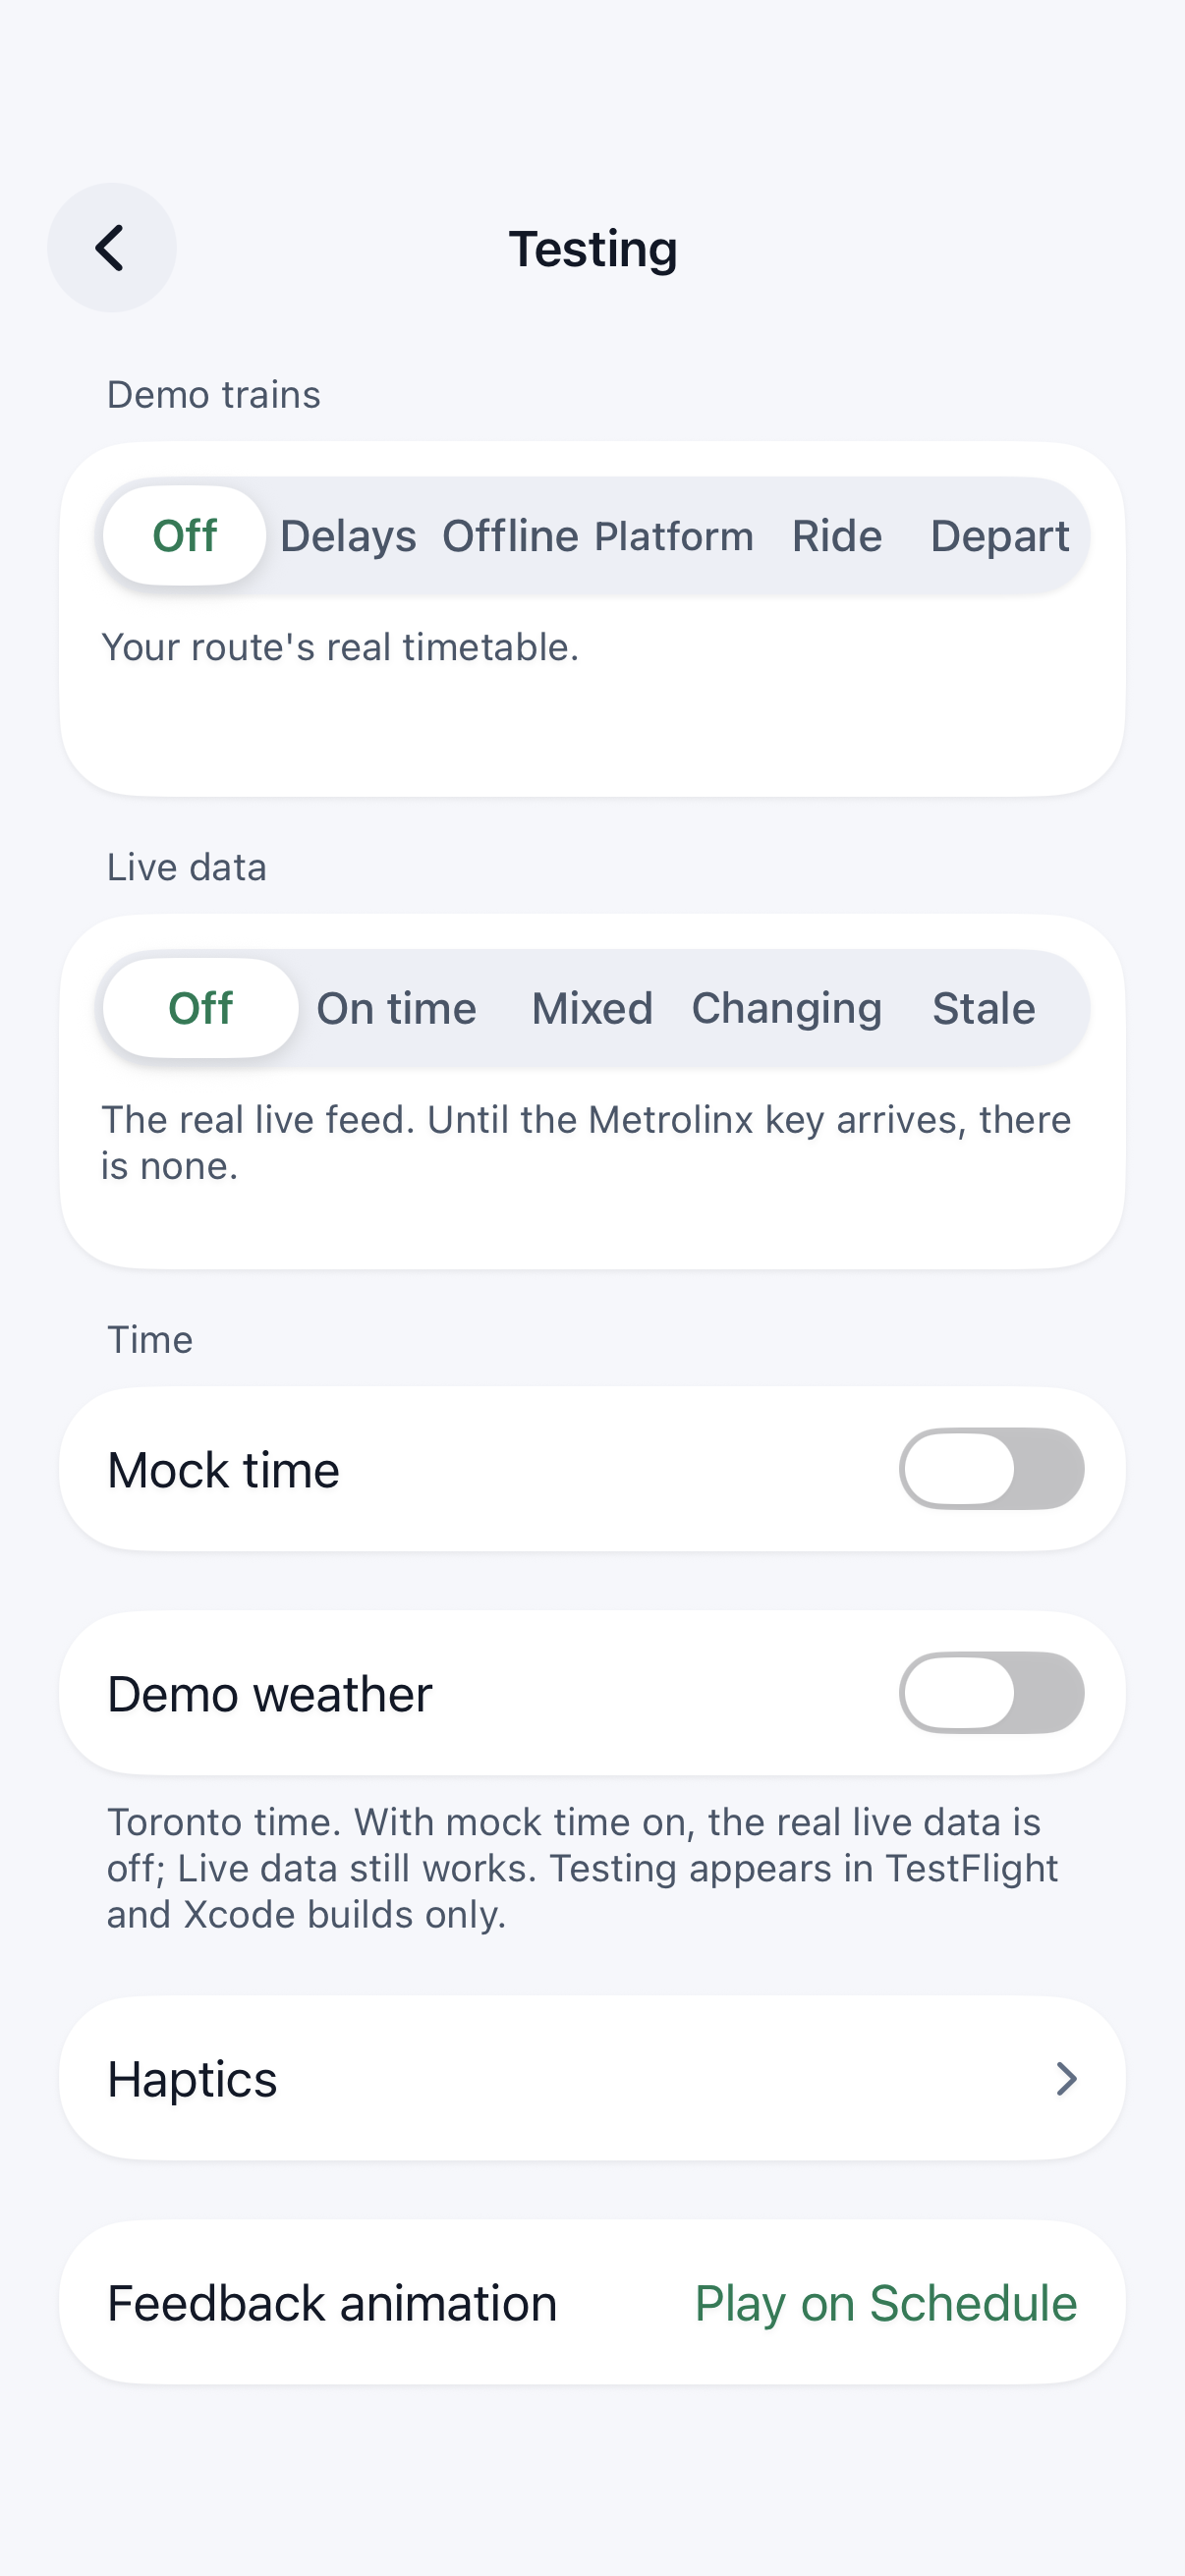 Testing
Demo trains
Off Delays Offline Platform Ride Depart
Your route's real timetable.
Live data
Off On time Mixed Changing Stale
The real live feed. Until the Metrolinx key arrives, there
is none.
Time
Mock time
Demo weather
Toronto time. With mock time on, the real live data is
off; Live data still works. Testing appears in TestFlight
and Xcode builds only.
Haptics
Feedback animation Play on Schedule